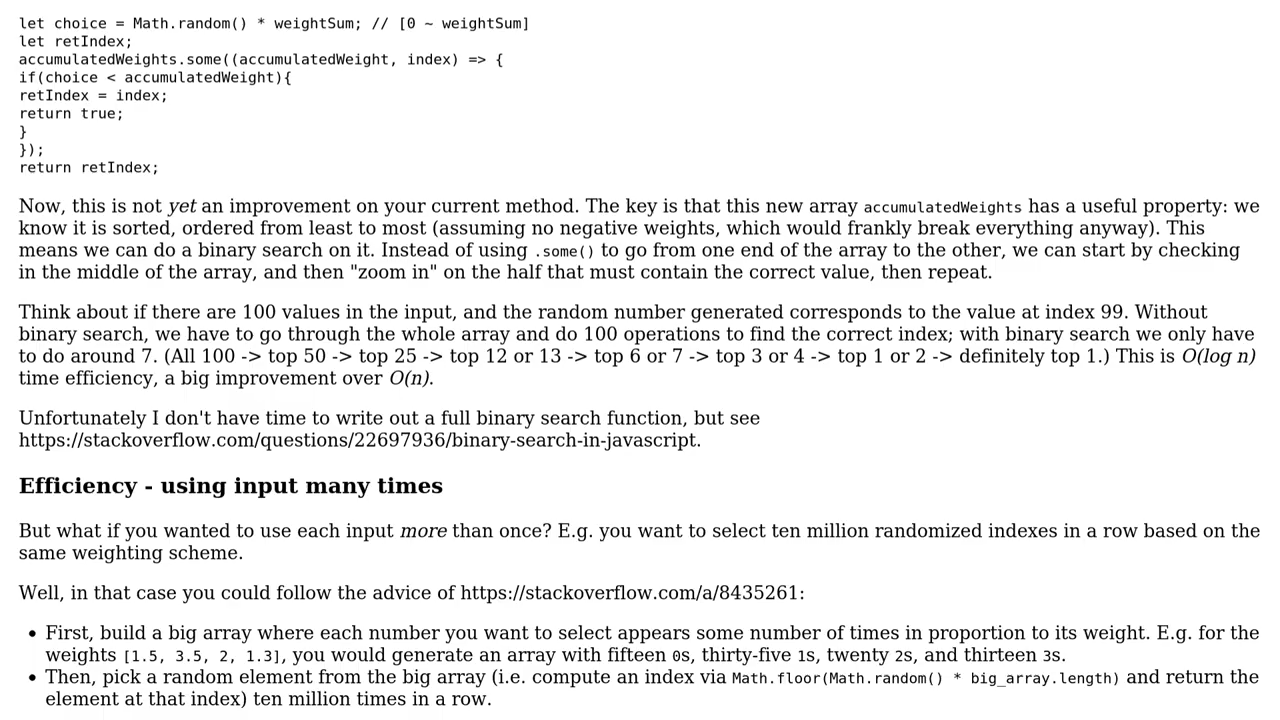 let choice = Math.random() * weightSum; // [0 ~ weightSum]
let retIndex;
accumulatedWeights.some((accumulatedWeight, index) => {
if(choice < accumulatedWeight){
retIndex = index;
return true;
}
});
return retIndex;
Now, this is not yet an improvement on your current method. The key is that this new array accumulatedWeights has a useful property: we
know it is sorted, ordered from least to most (assuming no negative weights, which would frankly break everything anyway). This
means we can do a binary search on it. Instead of using .some() to go from one end of the array to the other, we can start by checking
in the middle of the array, and then "zoom in" on the half that must contain the correct value, then repeat.
Think about if there are 100 values in the input, and the random number generated corresponds to the value at index 99. Without
binary search, we have to go through the whole array and do 100 operations to find the correct index; with binary search we only have
to do around 7. (All 100 -> top 50 -> top 25 -> top 12 or 13 -> top 6 or 7 -> top 3 or 4 -> top 1 or 2 -> definitely top 1.) This is O(log n)
time efficiency, a big improvement over O(n).
Unfortunately I don't have time to write out a full binary search function, but see
https://stackoverflow.com/questions/22697936/binary-search-in-javascript.
Efficiency - using input many times
But what if you wanted to use each input more than once? E.g. you want to select ten million randomized indexes in a row based on the
same weighting scheme.
Well, in that case you could follow the advice of https://stackoverflow.com/a/8435261:
• First, build a big array where each number you want to select appears some number of times in proportion to its weight. E.g. for the
weights [1.5, 3.5, 2, 1.3], you would generate an array with fifteen 0s, thirty-five 1s, twenty 2s, and thirteen 3s.
• Then, pick a random element from the big array (i.e. compute an index via Math.floor(Math.random() * big_array.length) and return the
element at that index) ten million times in a row.